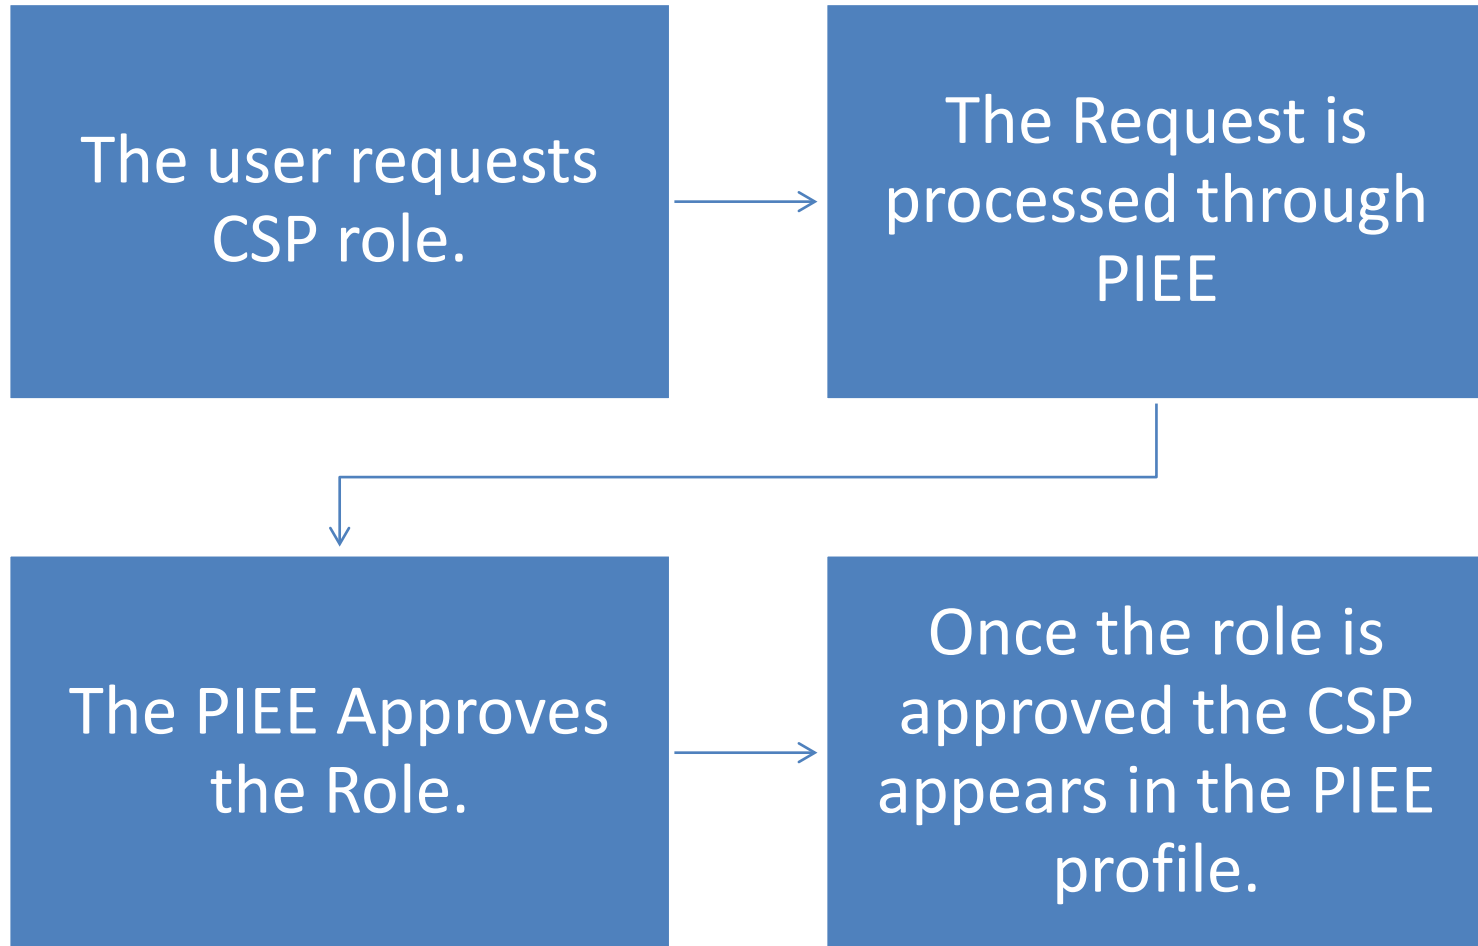 The user requests
CSP role.
The Request is
processed through
PIEE
The PIEE Approves
the Role.
Once the role is
approved the CSP
appears in the PIEE
profile.